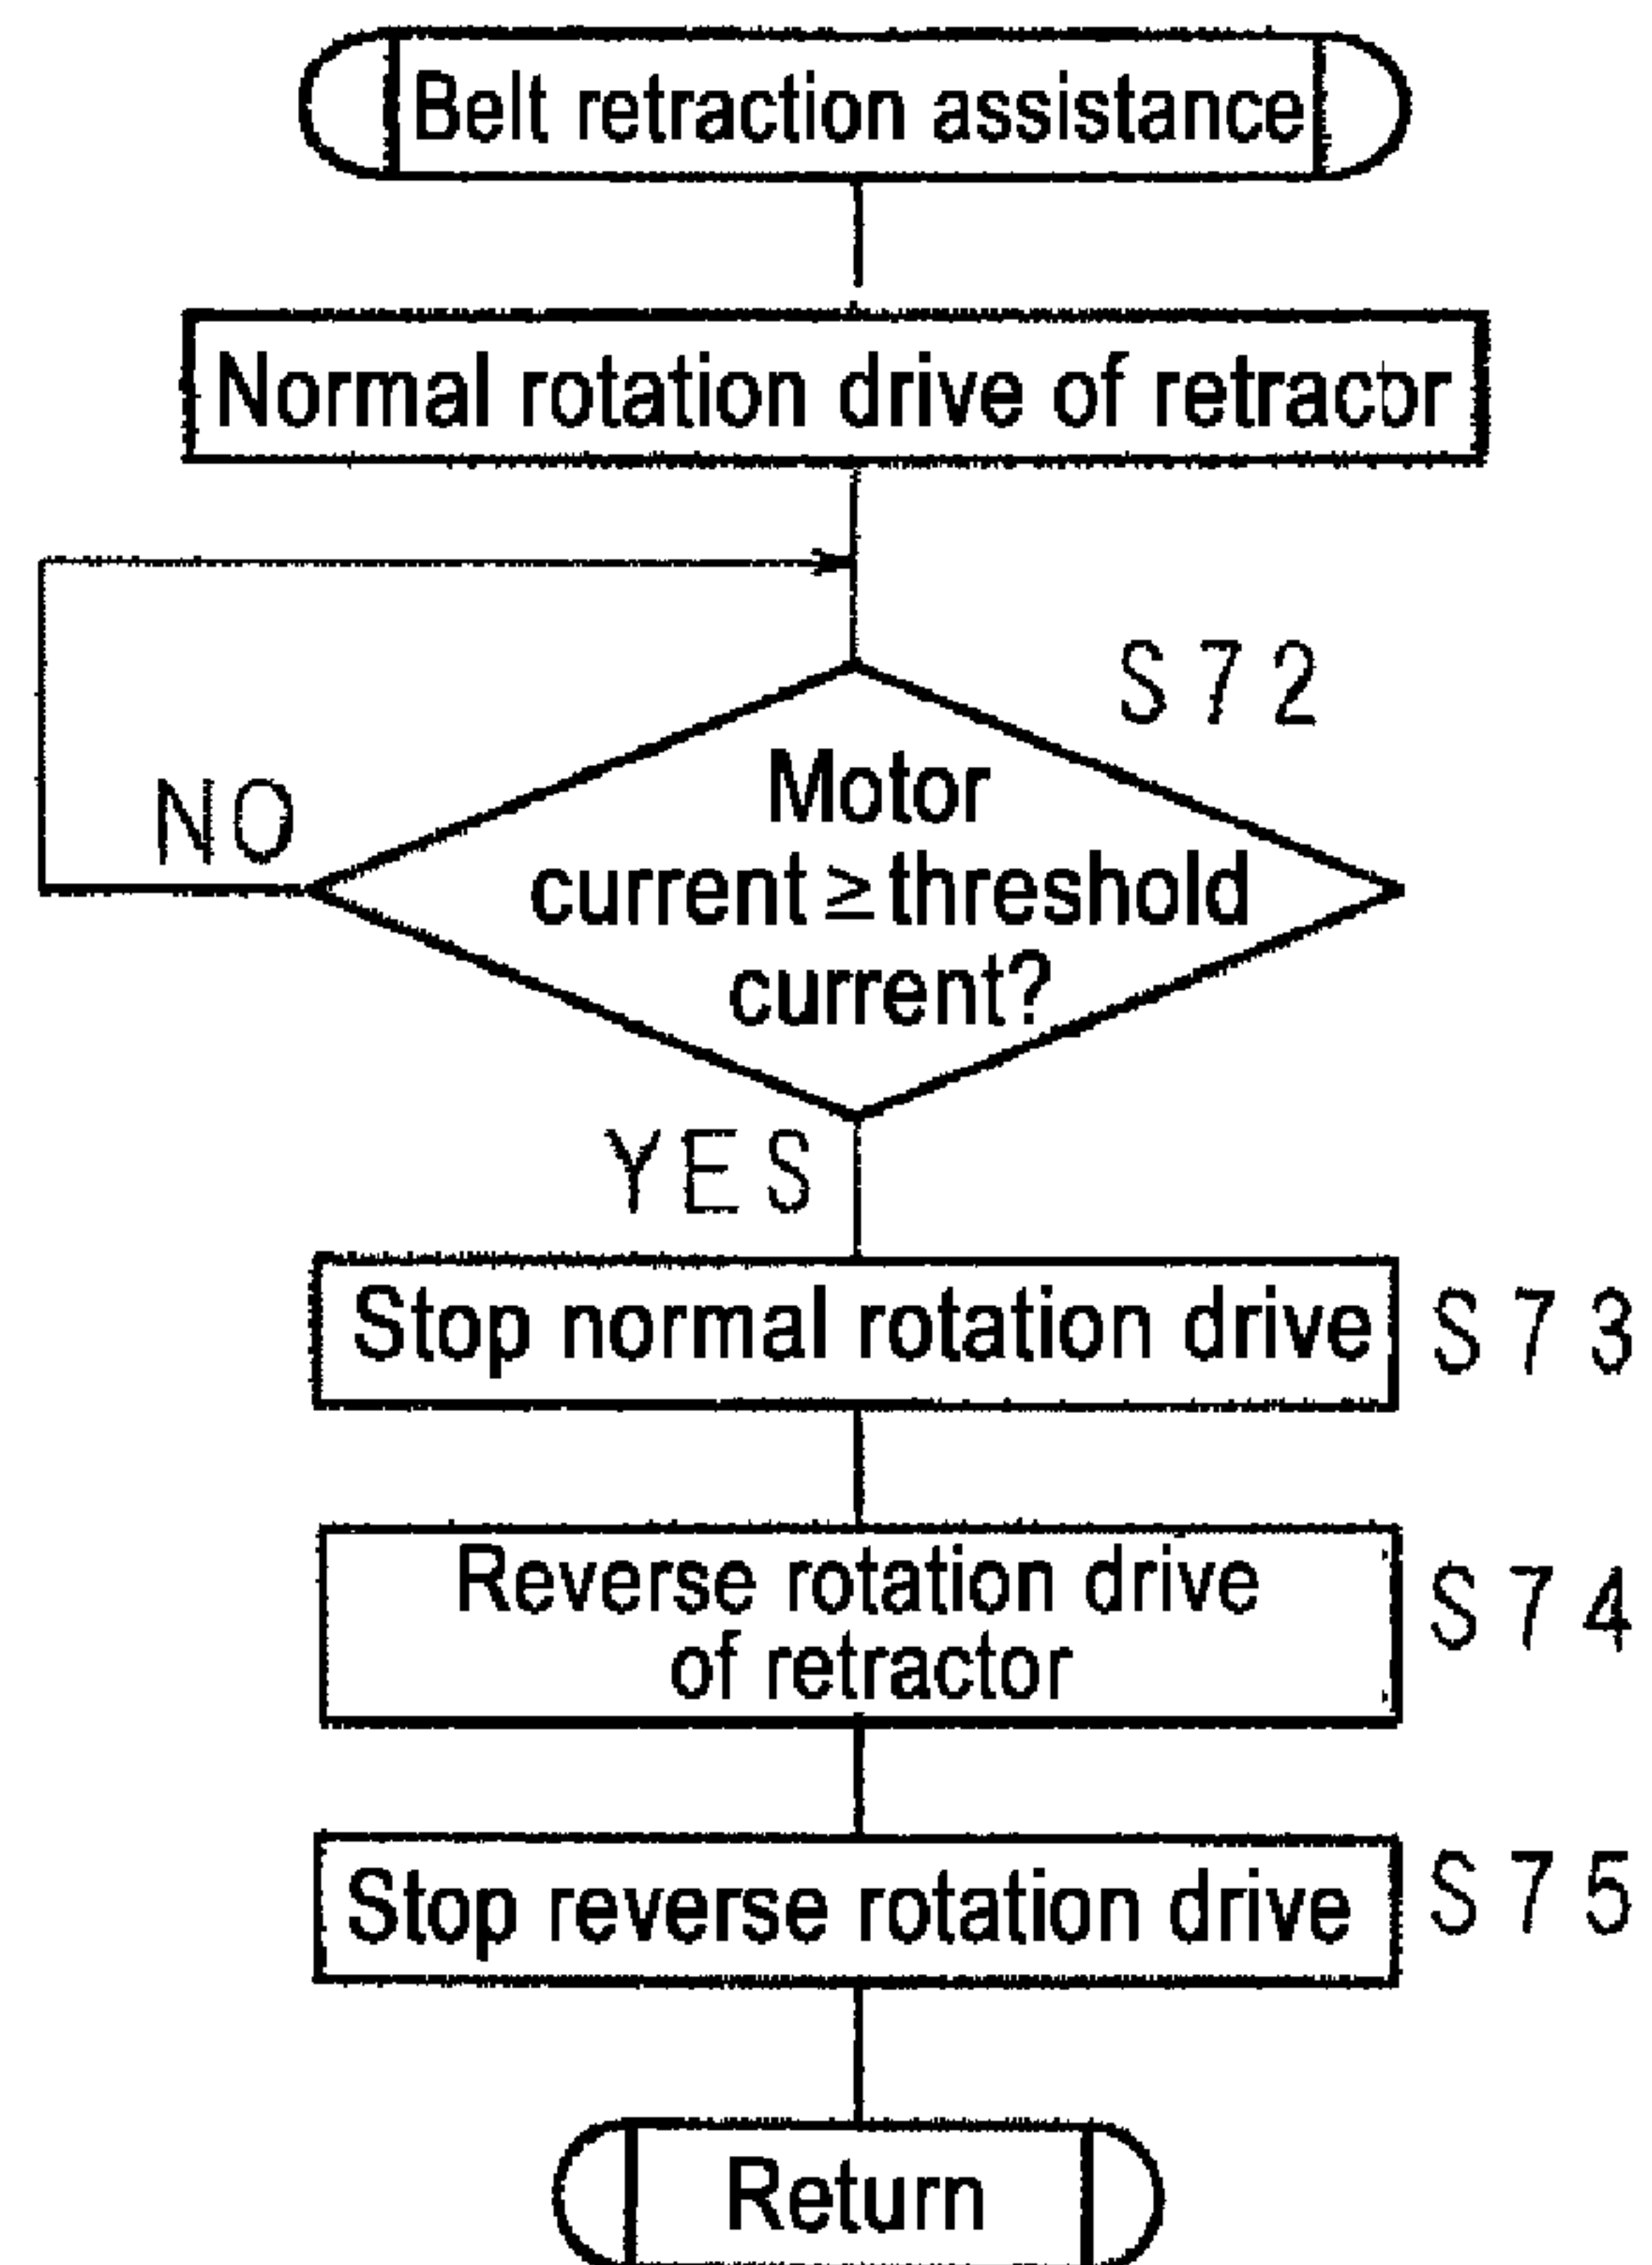 Belt retraction assistance
Normal rotation drive of retracor
S72
Motor
NO
current≥threshold
current?
YES
Stop normal rotation drive
S73
Reverse rotation drive
of retractor
S74
Stop reverse rotation drive
S75
Return